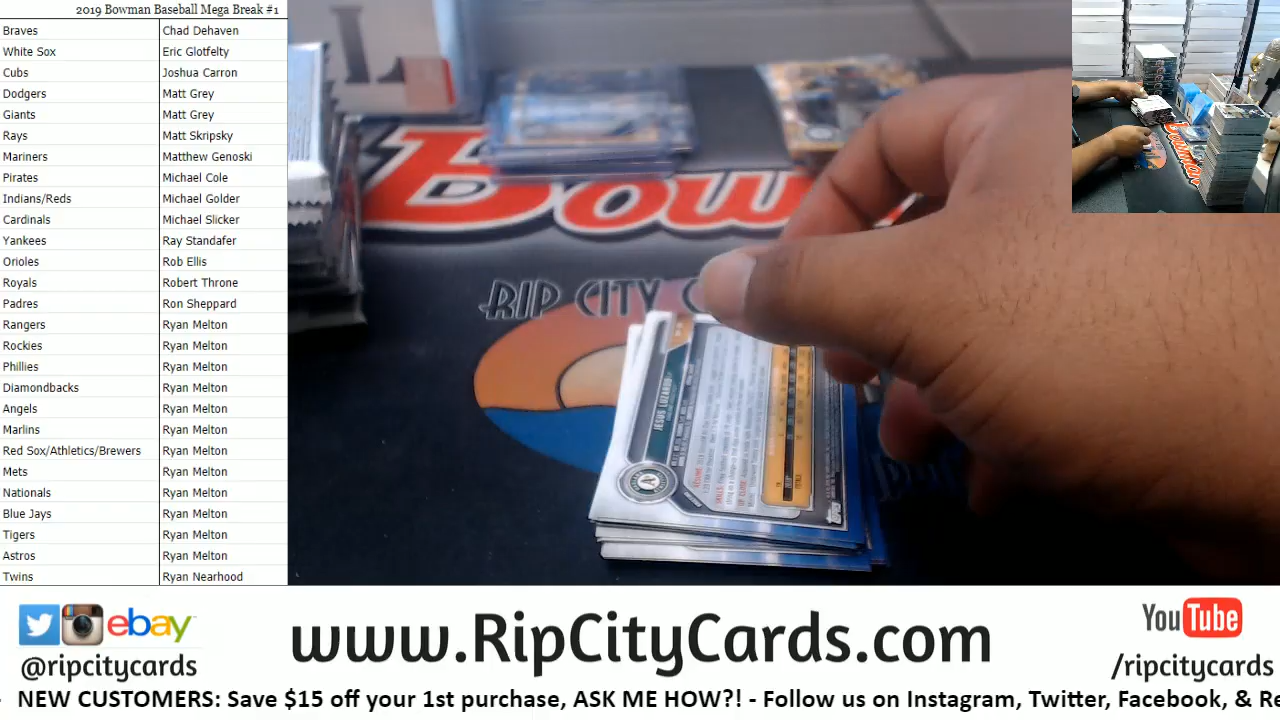 2019 Bowman Baseball Mega Break #1
Braves Chad Dehaven
White Sox Eric Glotfelty
Cubs Joshua Carron
Dodgers Matt Grey
Giants Matt Grey
Rays Matt Skripsky
Mariners Matthew Genoski
Pirates Michael Cole
Indians/Reds Michael Golder
Cardinals Michael Slicker
Yankees Ray Standafer
Orioles Rob Ellis
Royals Robert Throne
Padres Ron Sheppard
Rangers Ryan Melton
Rockies Ryan Melton
Phillies Ryan Melton
Diamondbacks Ryan Melton
Angels Ryan Melton
Marlins Ryan Melton
Red Sox/Athletics/Brewers Ryan Melton
Mets Ryan Melton
Nationals Ryan Melton
Blue Jays Ryan Melton
Tigers Ryan Melton
Astros Ryan Melton
Twins Ryan Nearhood
Bow
RIP CITY C
JESUS LUZARDO
A's
topps
Bowman
ebay
@ripcitycards
www.RipCityCards.com
YouTube
/ripcitycards
- NEW CUSTOMERS: Save $15 off your 1st purchase, ASK ME HOW?! - Follow us on Instagram, Twitter, Facebook, & Re